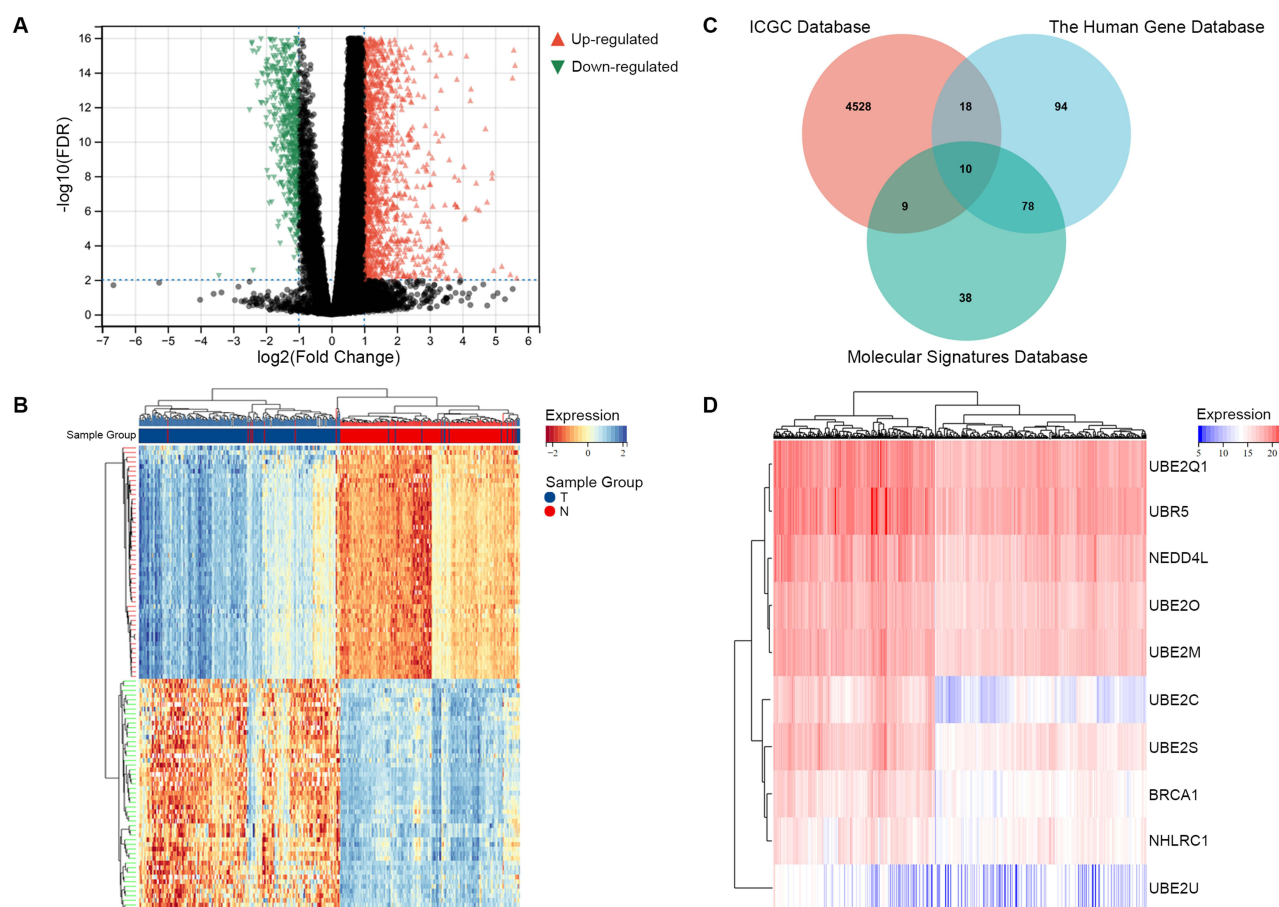 A
16
14
12
10
8
6
4
2
0
-log10(FDR)
−7 −6 −5 −4 −3 −2 −1 0 1 2 3 4 5 6
log2(Fold Change)
Up-regulated
Down-regulated
C
ICGC Database
The Human Gene Database
4528
18
94
10
9
78
38
Molecular Signatures Database
B
Sample Group
Expression
−2 −1 0 1 2
Sample Group
T
N
D
Expression
5 10 15 20
UBE2Q1
UBR5
NEDD4L
UBE2O
UBE2M
UBE2C
UBE2S
BRCA1
NHLRC1
UBE2U